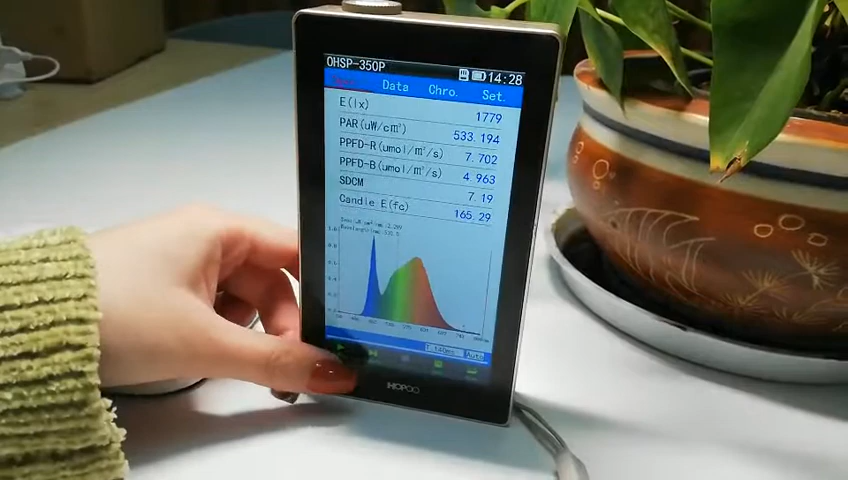 OHSP-350P 14:28
Data Chro. Set.
E(lx) 1779
PAR(uW/cm²) 533.194
PPFD-R(umol/m²/s) 7.702
PPFD-B(umol/m²/s) 4.963
SDCM 7.19
Candle E(fc) 165.29
Auto
HOPOO